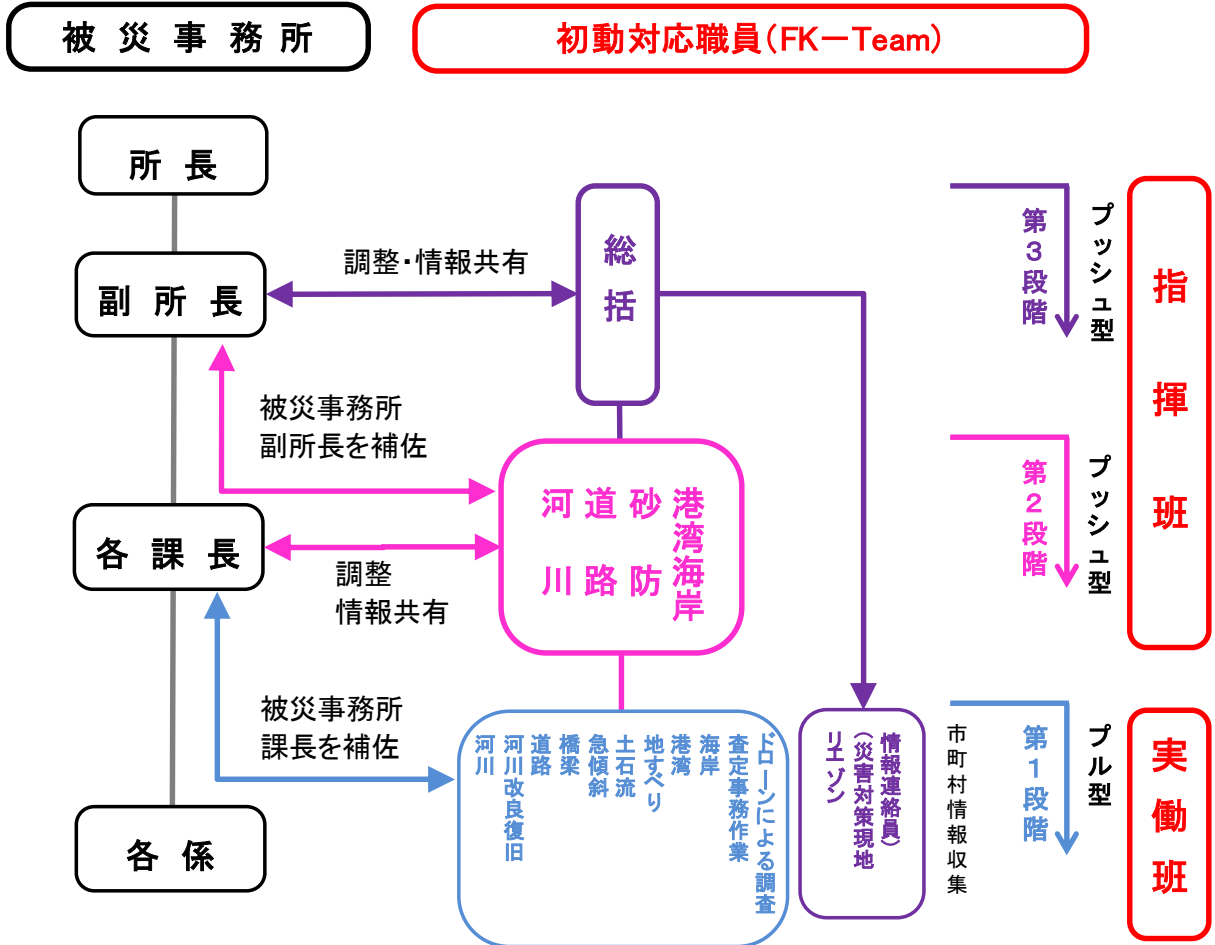 被災事務所
初動対応職員(FK－Team)
所長
副所長
各課長
各係
調整・情報共有
被災事務所
副所長を補佐
調整
情報共有
被災事務所
課長を補佐
総括
河川
道路
砂防
港湾海岸
河川
河川改良復旧
道路
橋梁
急傾斜
土石流
地すべり
港湾
海岸
査定事務作業
ドローンによる調査
情報連絡員)
(災害対策現地
リエゾン
市町村情報収集
第3段階
プッシュ型
第2段階
プッシュ型
第1段階
プル型
指揮班
実働班